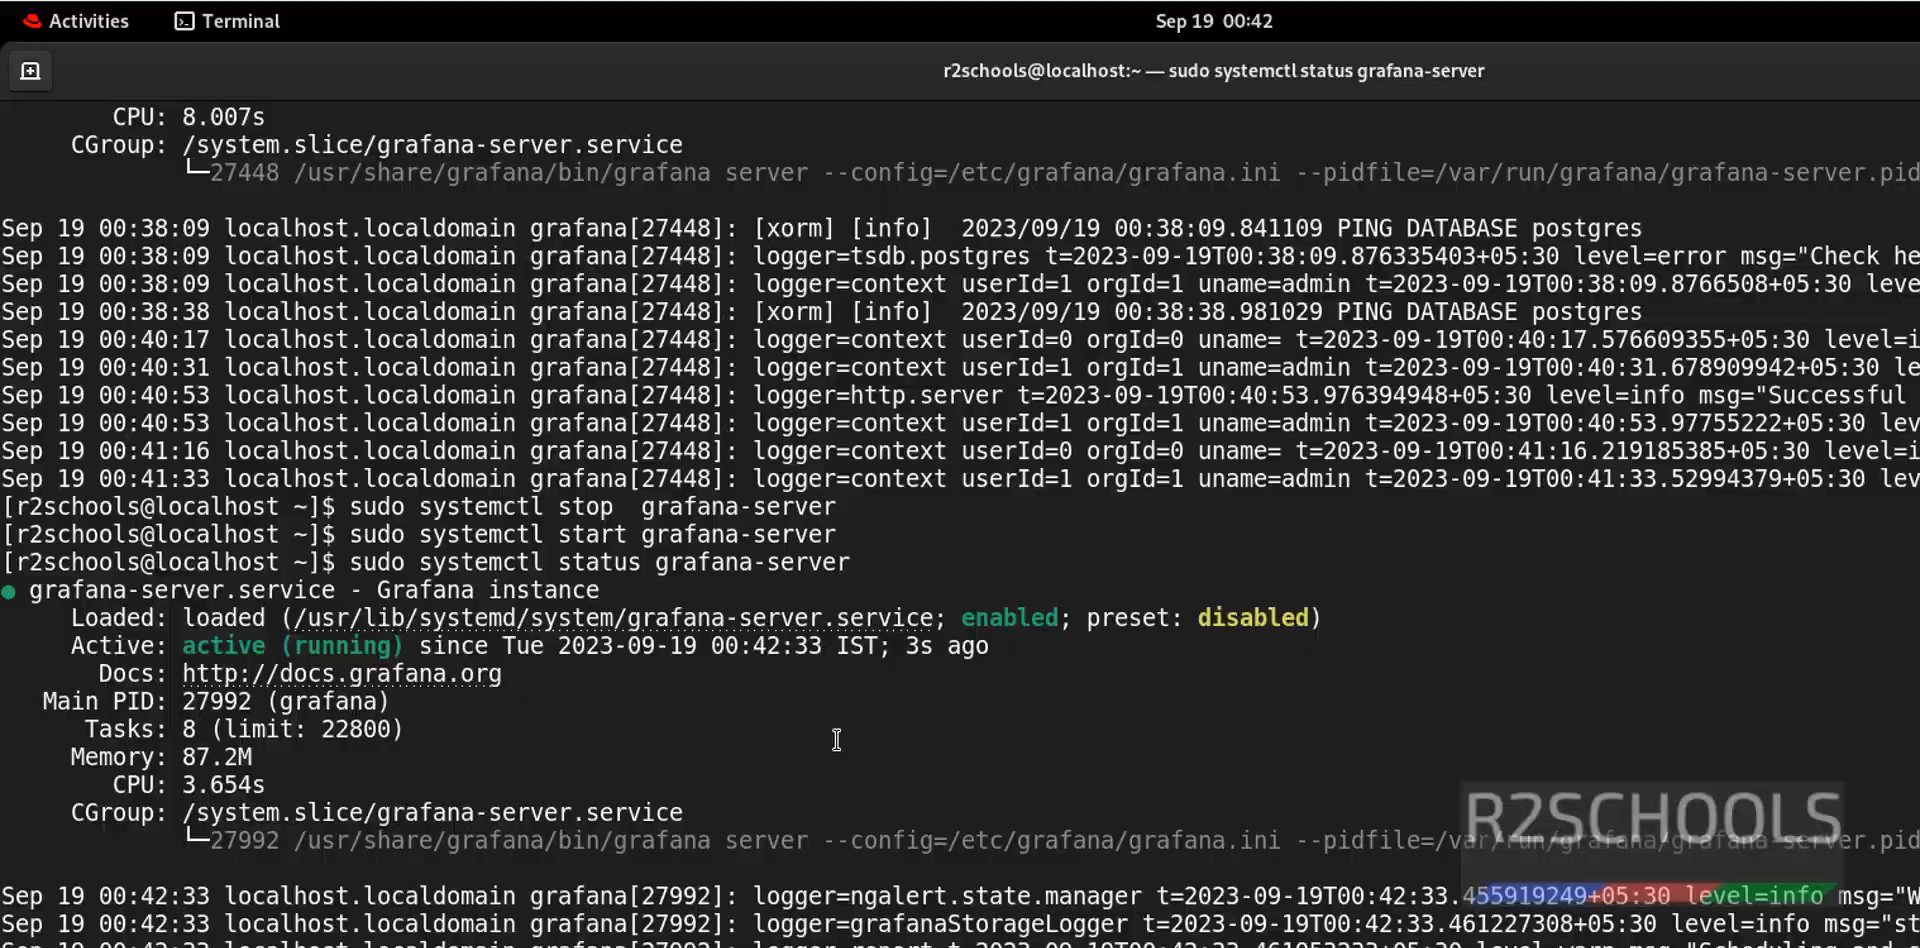 Activities Terminal Sep 19 00:42
r2schools@localhost:~ — sudo systemctl status grafana-server
CPU: 8.007s
CGroup: /system.slice/grafana-server.service
└─27448 /usr/share/grafana/bin/grafana server --config=/etc/grafana/grafana.ini --pidfile=/var/run/grafana/grafana-server.pid
Sep 19 00:38:09 localhost.localdomain grafana[27448]: [xorm] [info]  2023/09/19 00:38:09.841109 PING DATABASE postgres
Sep 19 00:38:09 localhost.localdomain grafana[27448]: logger=tsdb.postgres t=2023-09-19T00:38:09.876335403+05:30 level=error msg="Check he
Sep 19 00:38:09 localhost.localdomain grafana[27448]: logger=context userId=1 orgId=1 uname=admin t=2023-09-19T00:38:09.8766508+05:30 leve
Sep 19 00:38:38 localhost.localdomain grafana[27448]: [xorm] [info]  2023/09/19 00:38:38.981029 PING DATABASE postgres
Sep 19 00:40:17 localhost.localdomain grafana[27448]: logger=context userId=0 orgId=0 uname= t=2023-09-19T00:40:17.576609355+05:30 level=i
Sep 19 00:40:31 localhost.localdomain grafana[27448]: logger=context userId=1 orgId=1 uname=admin t=2023-09-19T00:40:31.678909942+05:30 le
Sep 19 00:40:53 localhost.localdomain grafana[27448]: logger=http.server t=2023-09-19T00:40:53.976394948+05:30 level=info msg="Successful
Sep 19 00:40:53 localhost.localdomain grafana[27448]: logger=context userId=1 orgId=1 uname=admin t=2023-09-19T00:40:53.97755222+05:30 lev
Sep 19 00:41:16 localhost.localdomain grafana[27448]: logger=context userId=0 orgId=0 uname= t=2023-09-19T00:41:16.219185385+05:30 level=i
Sep 19 00:41:33 localhost.localdomain grafana[27448]: logger=context userId=1 orgId=1 uname=admin t=2023-09-19T00:41:33.52994379+05:30 lev
[r2schools@localhost ~]$ sudo systemctl stop  grafana-server
[r2schools@localhost ~]$ sudo systemctl start grafana-server
[r2schools@localhost ~]$ sudo systemctl status grafana-server
● grafana-server.service - Grafana instance
Loaded: loaded (/usr/lib/systemd/system/grafana-server.service; enabled; preset: disabled)
Active: active (running) since Tue 2023-09-19 00:42:33 IST; 3s ago
Docs: http://docs.grafana.org
Main PID: 27992 (grafana)
Tasks: 8 (limit: 22800)
Memory: 87.2M
CPU: 3.654s
CGroup: /system.slice/grafana-server.service
└─27992 /usr/share/grafana/bin/grafana server --config=/etc/grafana/grafana.ini --pidfile=/var/run/grafana/grafana-server.pid
R2SCHOOLS
Sep 19 00:42:33 localhost.localdomain grafana[27992]: logger=ngalert.state.manager t=2023-09-19T00:42:33.455919249+05:30 level=info msg="W
Sep 19 00:42:33 localhost.localdomain grafana[27992]: logger=grafanaStorageLogger t=2023-09-19T00:42:33.461227308+05:30 level=info msg="st